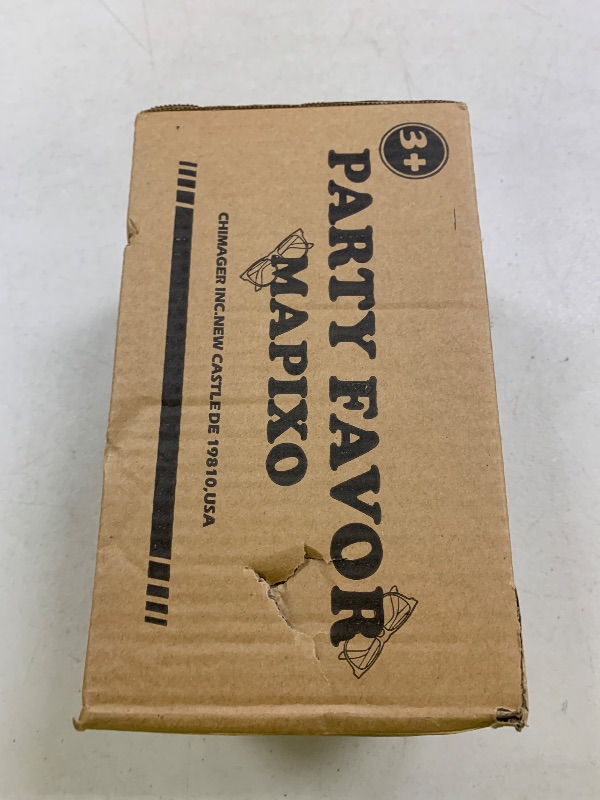 3+
PARTY FAVOR
MAPIXO
CHIMAGER INC.NEW CASTLE DE 19810,USA